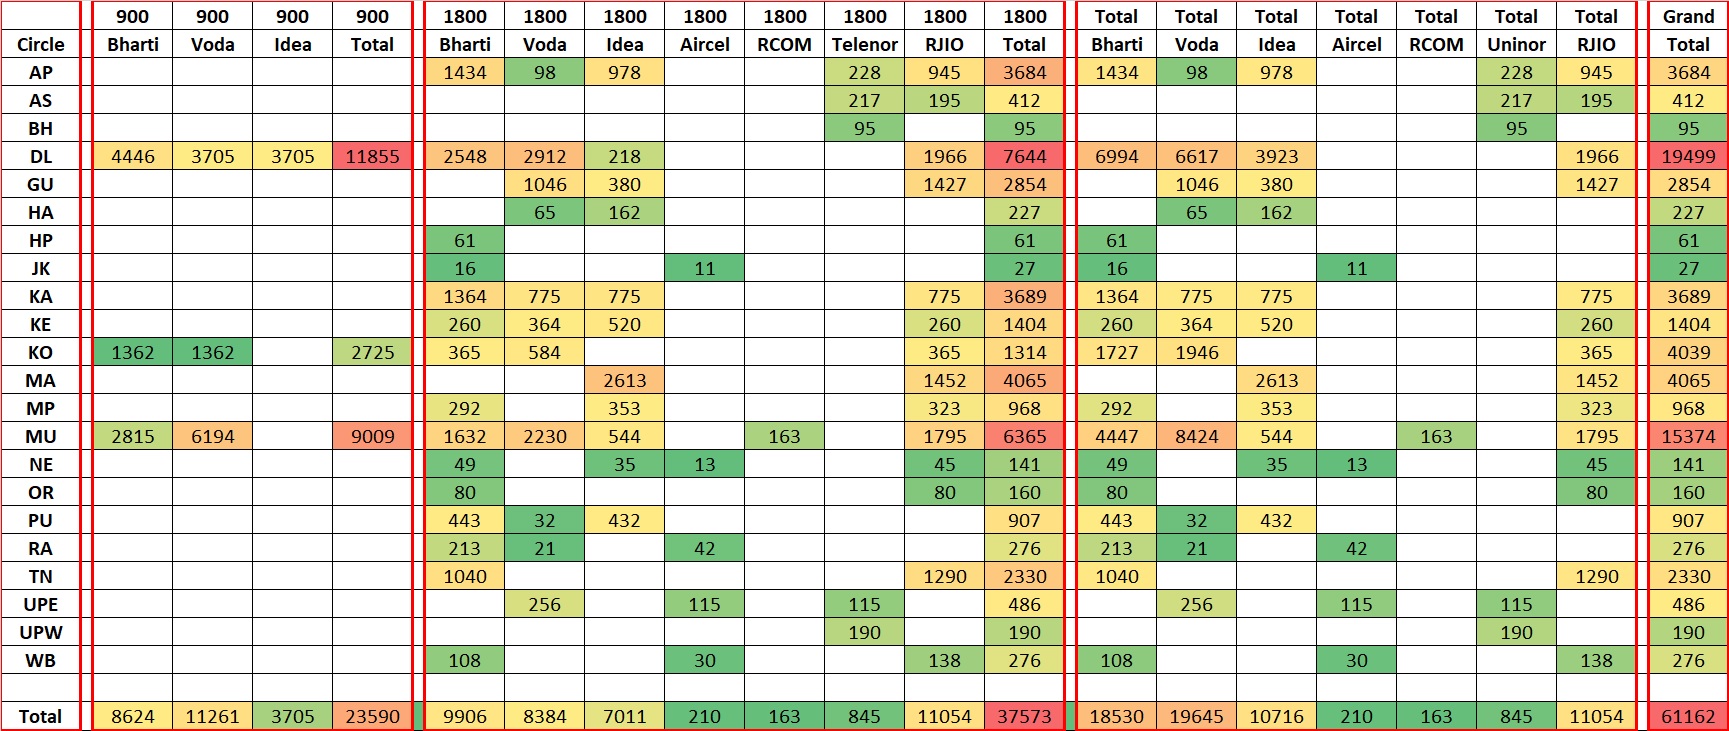 900 900 900 900 1800 1800 1800 1800 1800 1800 1800 1800 Total Total Total Total Total Total Total Grand
Circle Bharti Voda Idea Total Bharti Voda Idea Aircel RCOM Telenor RJIO Total Bharti Voda Idea Aircel RCOM Uninor RJIO Total
AP 1434 98 978 228 945 3684 1434 98 978 228 945 3684
AS 217 195 412 217 195 412
BH 95 95 95 95
DL 4446 3705 3705 11855 2548 2912 218 1966 7644 6994 6617 3923 1966 19499
GU 1046 380 1427 2854 1046 380 1427 2854
HA 65 162 227 65 162 227
HP 61 61 61 61
JK 16 11 27 16 11 27
KA 1364 775 775 775 3689 1364 775 775 775 3689
KE 260 364 520 260 1404 260 364 520 260 1404
KO 1362 1362 2725 365 584 365 1314 1727 1946 365 4039
MA 2613 1452 4065 2613 1452 4065
MP 292 353 323 968 292 353 323 968
MU 2815 6194 9009 1632 2230 544 163 1795 6365 4447 8424 544 163 1795 15374
NE 49 35 13 45 141 49 35 13 45 141
OR 80 80 160 80 80 160
PU 443 32 432 907 443 32 432 907
RA 213 21 42 276 213 21 42 276
TN 1040 1290 2330 1040 1290 2330
UPE 256 115 115 486 256 115 115 486
UPW 190 190 190 190
WB 108 30 138 276 108 30 138 276
Total 8624 11261 3705 23590 9906 8384 7011 210 163 845 11054 37573 18530 19645 10716 210 163 845 11054 61162